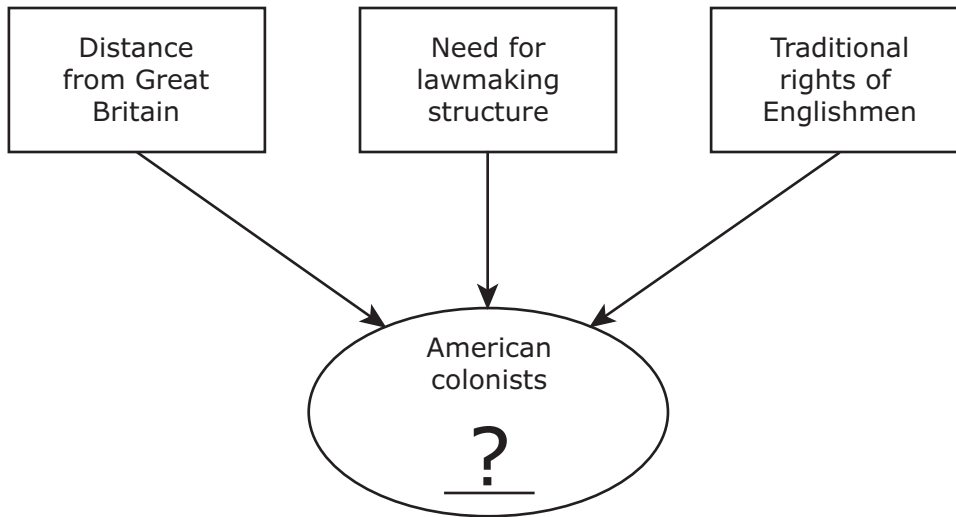 Distance
from Great
Britain
Need for
lawmaking
structure
Traditional
rights of
Englishmen
American
colonists
?